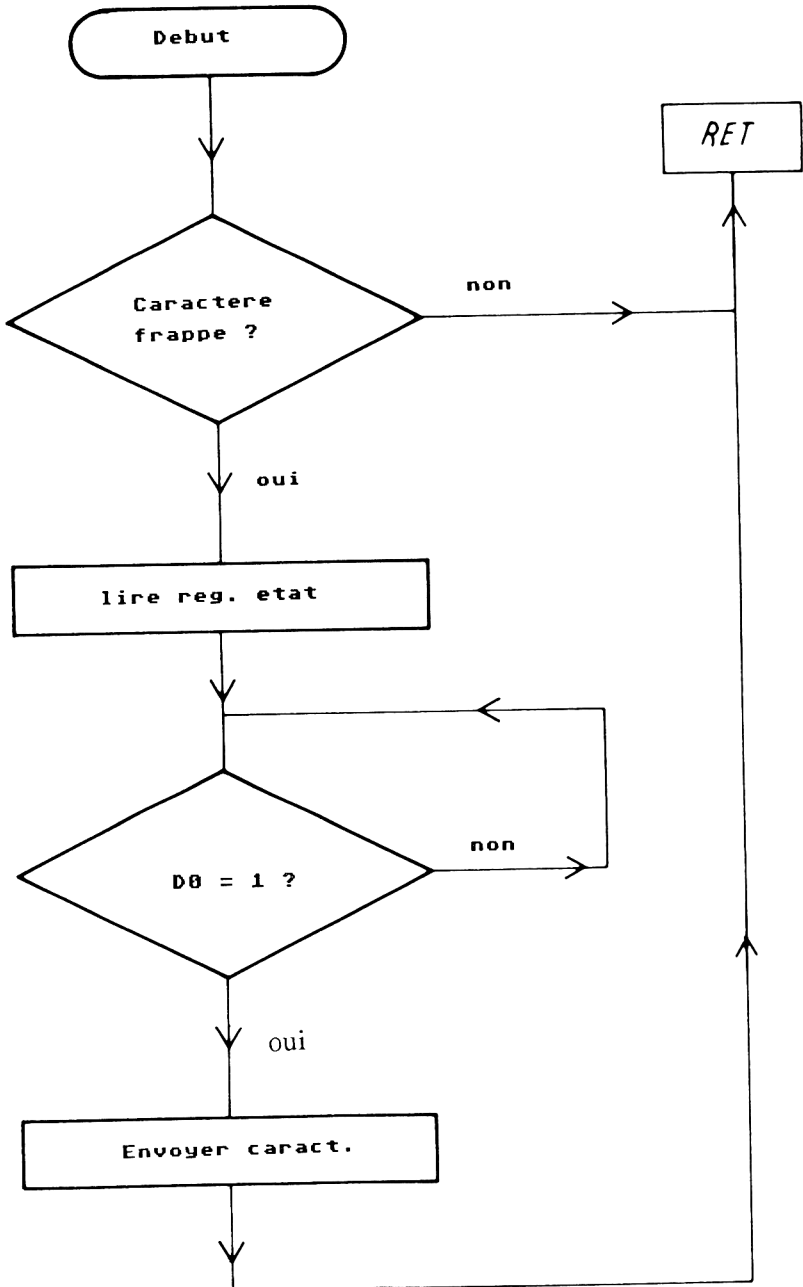 Debut
RET
non
Caractere
frappe ?
oui
lire reg. etat
non
D0 = 1 ?
oui
Envoyer caract.